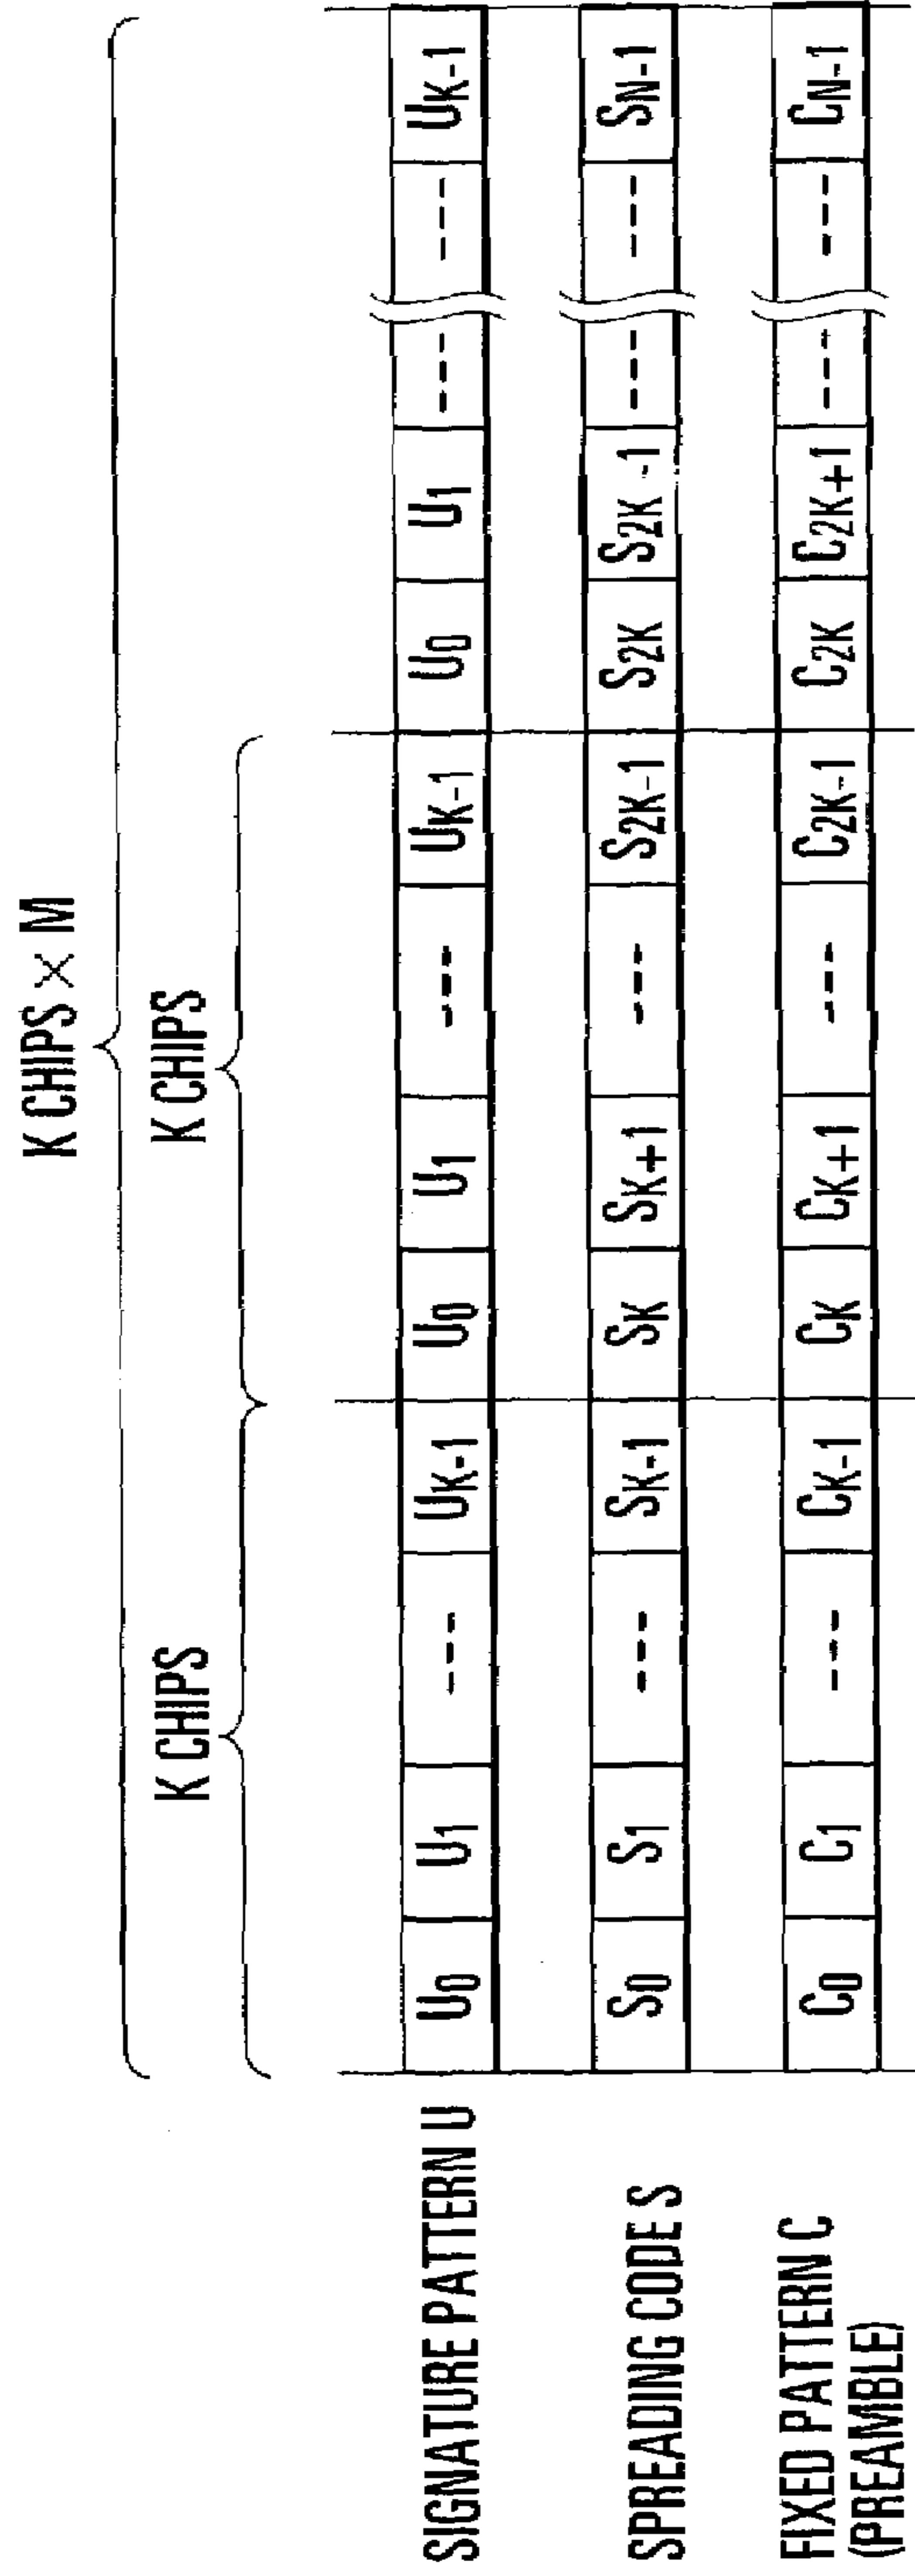 K CHIPS × M
K CHIPS K CHIPS
SIGNATURE PATTERN U U0 U1 --- UK-1 U0 U1 --- UK-1 U0 U1 --- --- UK-1
SPREADING CODE S S0 S1 --- SK-1 SK SK+1 --- S2K-1 S2K S2K-1 --- --- SN-1
FIXED PATTERN C C0 C1 --- CK-1 CK CK+1 --- C2K-1 C2K C2K+1 --- --- CN-1
(PREAMBLE)